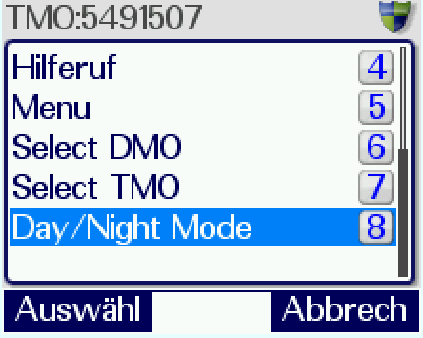 TMO:5491507
Hilferuf 4
Menu 5
Select DMO 6
Select TMO 7
Day/Night Mode 8
Auswähl Abbrech